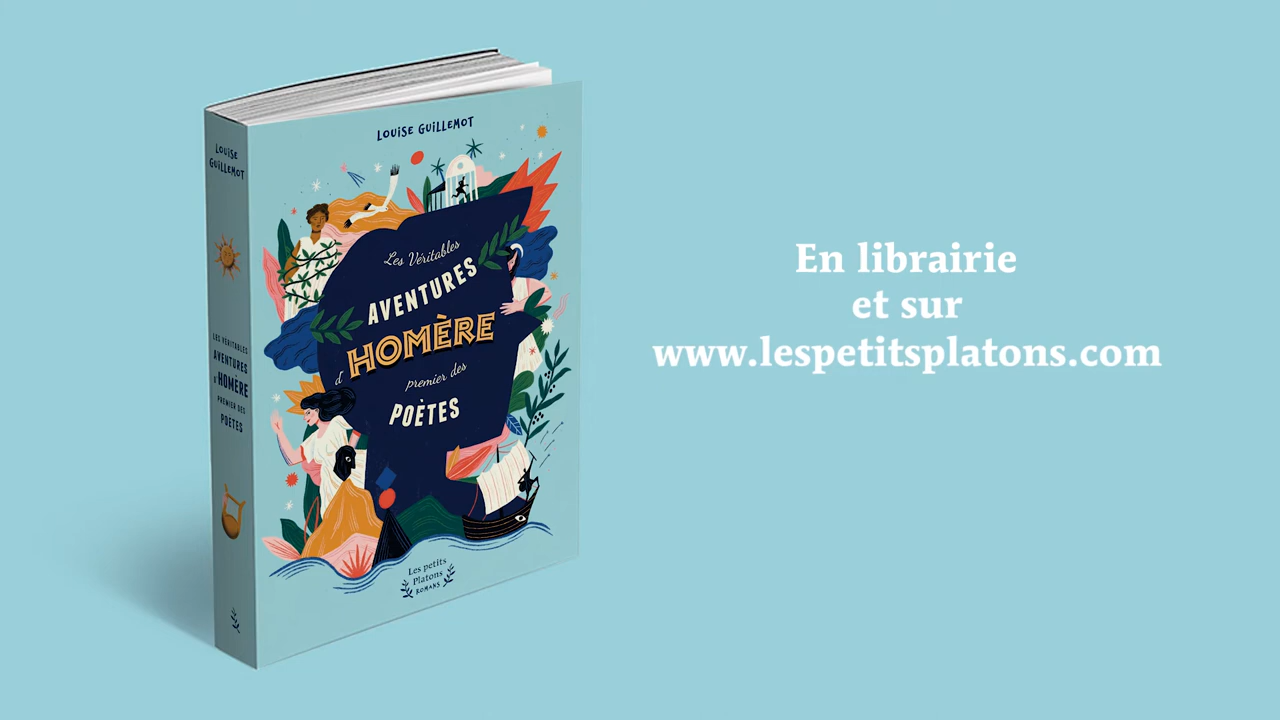 LOUISE
GUILLEMOT
LES VÉRITABLES
AVENTURES
D'HOMÈRE
PREMIER DES
POÈTES
LOUISE GUILLEMOT
Les Véritables
AVENTURES
d'HOMÈRE
premier des
POÈTES
Les petits
Platons
ROMANS
En librairie
et sur
www.lespetitsplatons.com